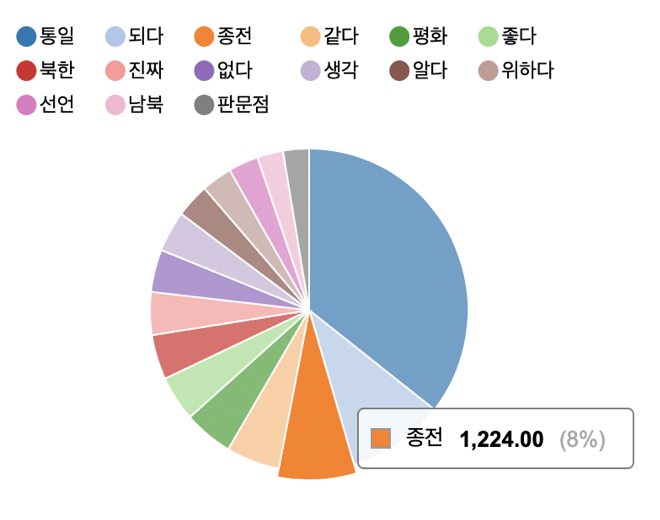 통일 되다 종전 같다 평화 좋다
북한 진짜 없다 생각 알다 위하다
선언 남북 판문점
종전 1,224.00 (8%)